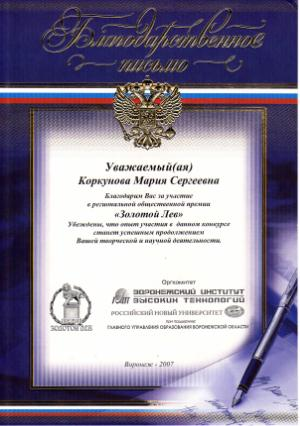 Благодарственное
письмо
Уважаемый(ая)
Коркунова Мария Сергеевна
Благодарим Вас за участие
в региональной общественной премии
«Золотой Лев»
Убеждены, что опыт участия в данном конкурсе
станет успешным продолжением
Вашей творческой и научной деятельности.
Оргкомитет
ВОРОНЕЖСКИЙ ИНСТИТУТ
ВЫСОКИХ ТЕХНОЛОГИЙ
РОССИЙСКИЙ НОВЫЙ УНИВЕРСИТЕТ
при поддержке
ГЛАВНОГО УПРАВЛЕНИЯ ОБРАЗОВАНИЯ ВОРОНЕЖСКОЙ ОБЛАСТИ
ЗОЛОТОЙ ЛЕВ
Воронеж - 2007